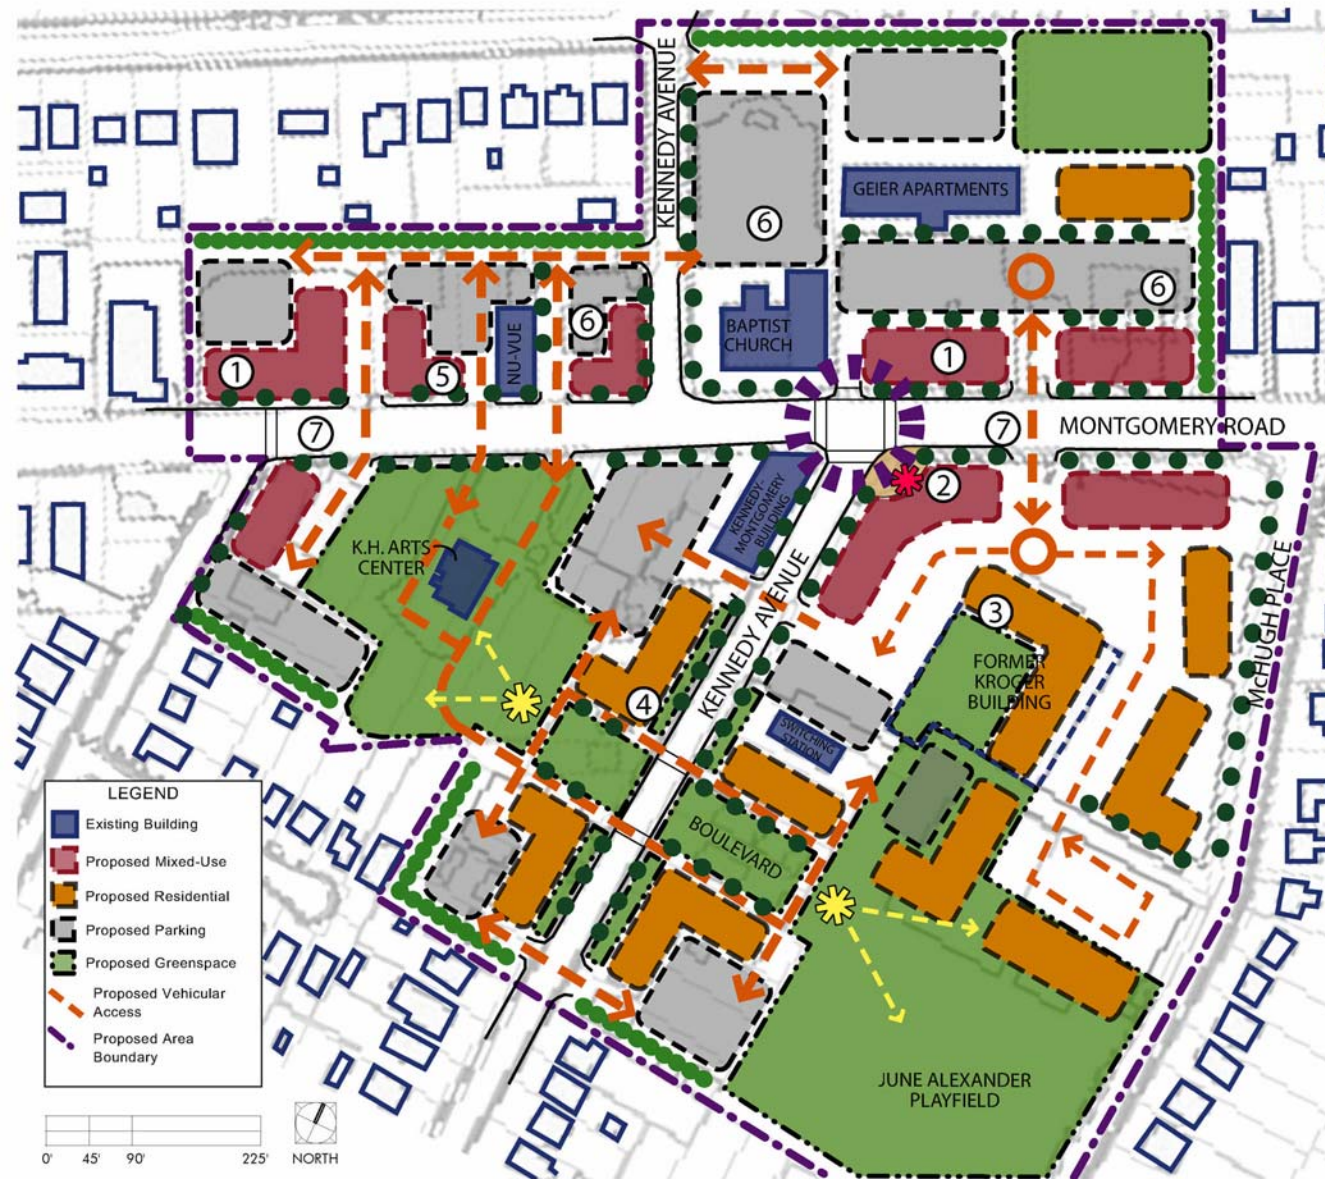 KENNEDY AVENUE
GEIER APARTMENTS
6
6
BAPTIST
CHURCH
NU-VUE
6
1
5
1
7
7
MONTGOMERY ROAD
KENNEDY-
MONTGOMERY
BUILDING
2
K.H. ARTS
CENTER
KENNEDY AVENUE
3
FORMER
KROGER
BUILDING
McHUGH PLACE
4
SWITCHING
STATION
BOULEVARD
JUNE ALEXANDER
PLAYFIELD
LEGEND
Existing Building
Proposed Mixed-Use
Proposed Residential
Proposed Parking
Proposed Greenspace
Proposed Vehicular
Access
Proposed Area
Boundary
0' 45' 90' 225'
NORTH